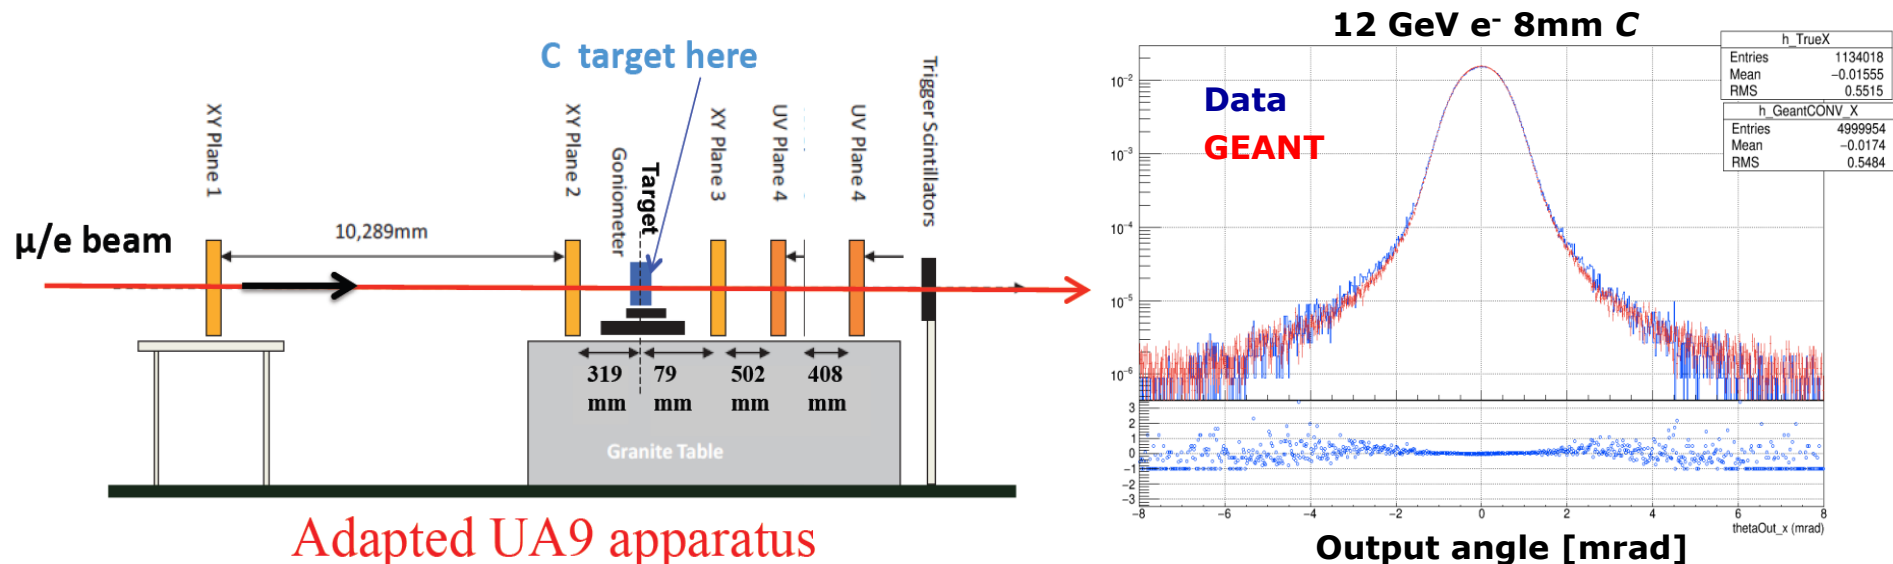 C target here
XY Plane 1
XY Plane 2
Goniometer
Target
XY Plane 3
UV Plane 4
UV Plane 4
Trigger Scintillators
µ/e beam
10,289mm
319 mm
79 mm
502 mm
408 mm
Granite Table
Adapted UA9 apparatus
12 GeV e- 8mm C
h_TrueX
Entries 1134018
Mean −0.01555
RMS 0.5515
h_GeantCONV_X
Entries 4999954
Mean −0.0174
RMS 0.5484
Data
GEANT
10-2
10-3
10-4
10-5
10-6
3
2
1
0
−1
−2
−3
−8 −6 −4 −2 0 2 4 6 8
thetaOut_x (mrad)
Output angle [mrad]